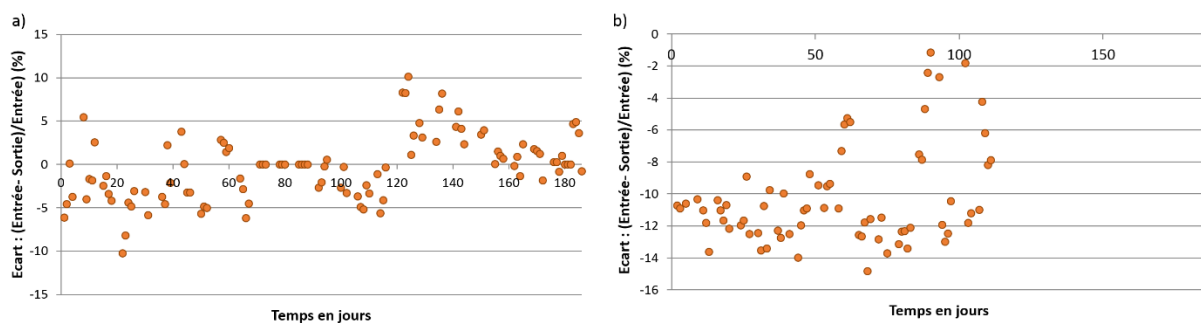 a)
Ecart : (Entrée- Sortie)/Entrée) (%)
15
10
5
0
-5
-10
-15
0 20 40 60 80 100 120 140 160 180
Temps en jours
b)
Ecart : (Entrée- Sortie)/Entrée) (%)
0
-2
-4
-6
-8
-10
-12
-14
-16
0 50 100 150
Temps en jours